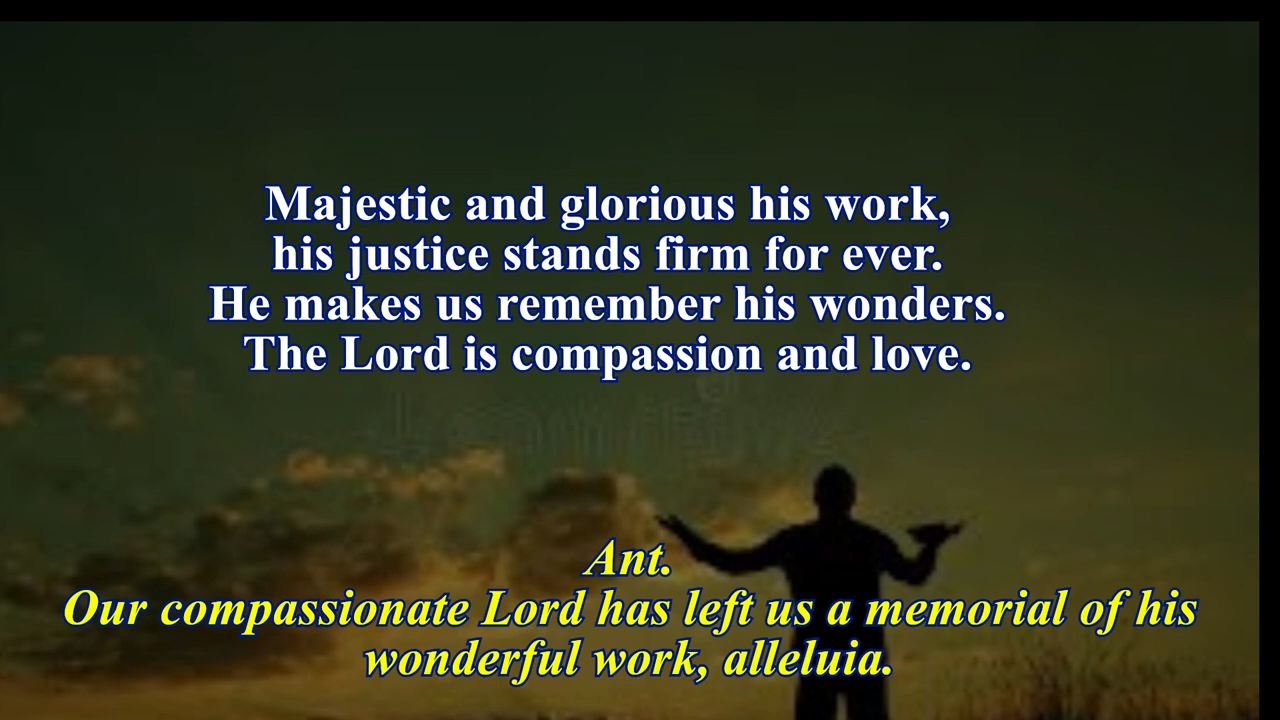 Majestic and glorious his work,
his justice stands firm for ever.
He makes us remember his wonders.
The Lord is compassion and love.
Ant.
Our compassionate Lord has left us a memorial of his
wonderful work, alleluia.